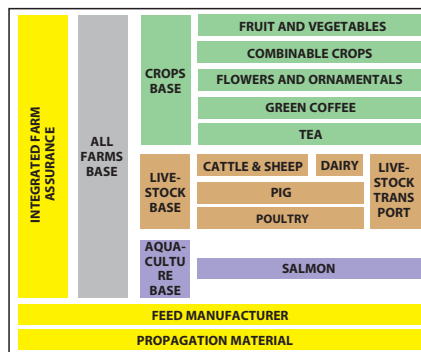 INTEGRATED FARM
ASSURANCE
ALL
FARMS
BASE
CROPS
BASE
FRUIT AND VEGETABLES
COMBINABLE CROPS
FLOWERS AND ORNAMENTALS
GREEN COFFEE
TEA
LIVE-
STOCK
BASE
CATTLE & SHEEP
DAIRY
PIG
POULTRY
LIVE-
STOCK
TRANS
PORT
AQUA-
CULTU
RE
BASE
SALMON
FEED MANUFACTURER
PROPAGATION MATERIAL